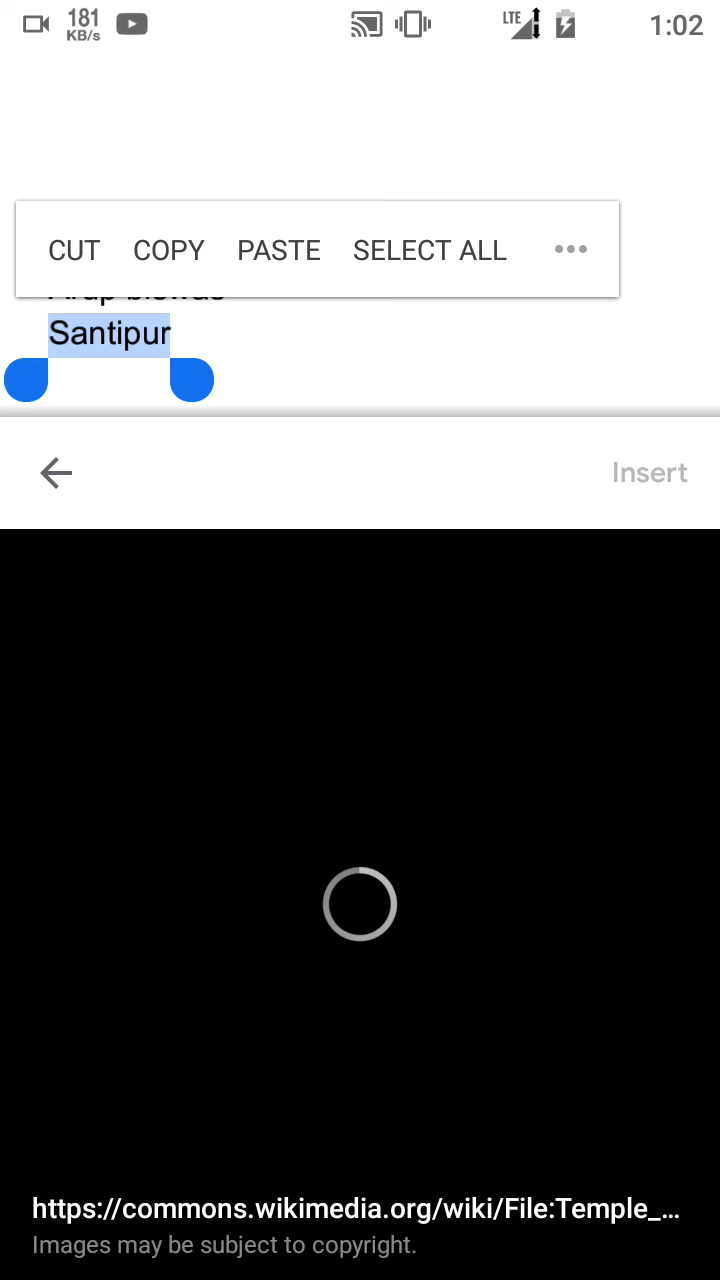 181
KB/s
LTE
1:02
CUT COPY PASTE SELECT ALL
Santipur
Insert
https://commons.wikimedia.org/wiki/File:Temple_...
Images may be subject to copyright.